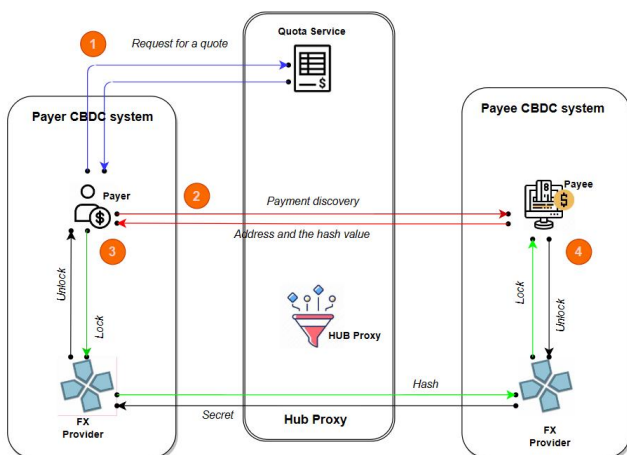 Quota Service
1
Request for a quote
Payer CBDC system
Payee CBDC system
Payer
2
Payment discovery
Payee
Address and the hash value
3
4
Unlock
Lock
Lock
Unlock
HUB Proxy
Hash
Secret
FX
Provider
Hub Proxy
FX
Provider